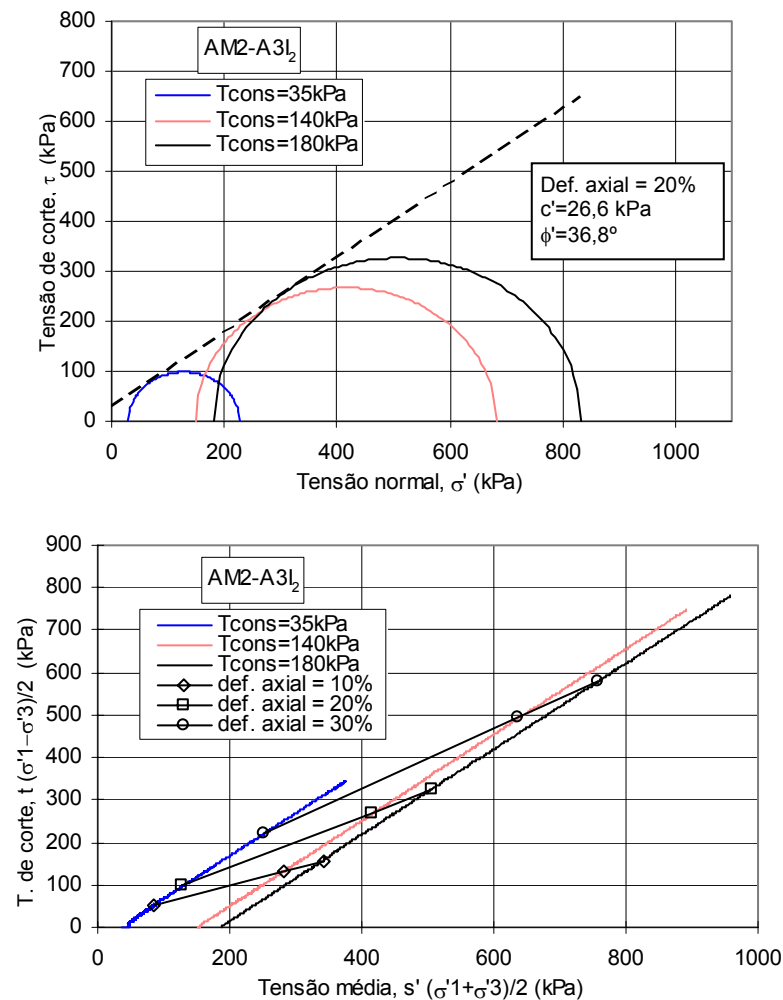 AM2-A3I₂
Tcons=35kPa
Tcons=140kPa
Tcons=180kPa
Def. axial = 20%
c'=26,6 kPa
ϕ'=36,8º
800
700
600
500
400
300
200
100
0
Tensão de corte, τ (kPa)
0 200 400 600 800 1000
Tensão normal, σ' (kPa)
AM2-A3I₂
Tcons=35kPa
Tcons=140kPa
Tcons=180kPa
def. axial = 10%
def. axial = 20%
def. axial = 30%
900
800
700
600
500
400
300
200
100
0
T. de corte, t (σ'1−σ'3)/2 (kPa)
0 200 400 600 800 1000
Tensão média, s' (σ'1+σ'3)/2 (kPa)